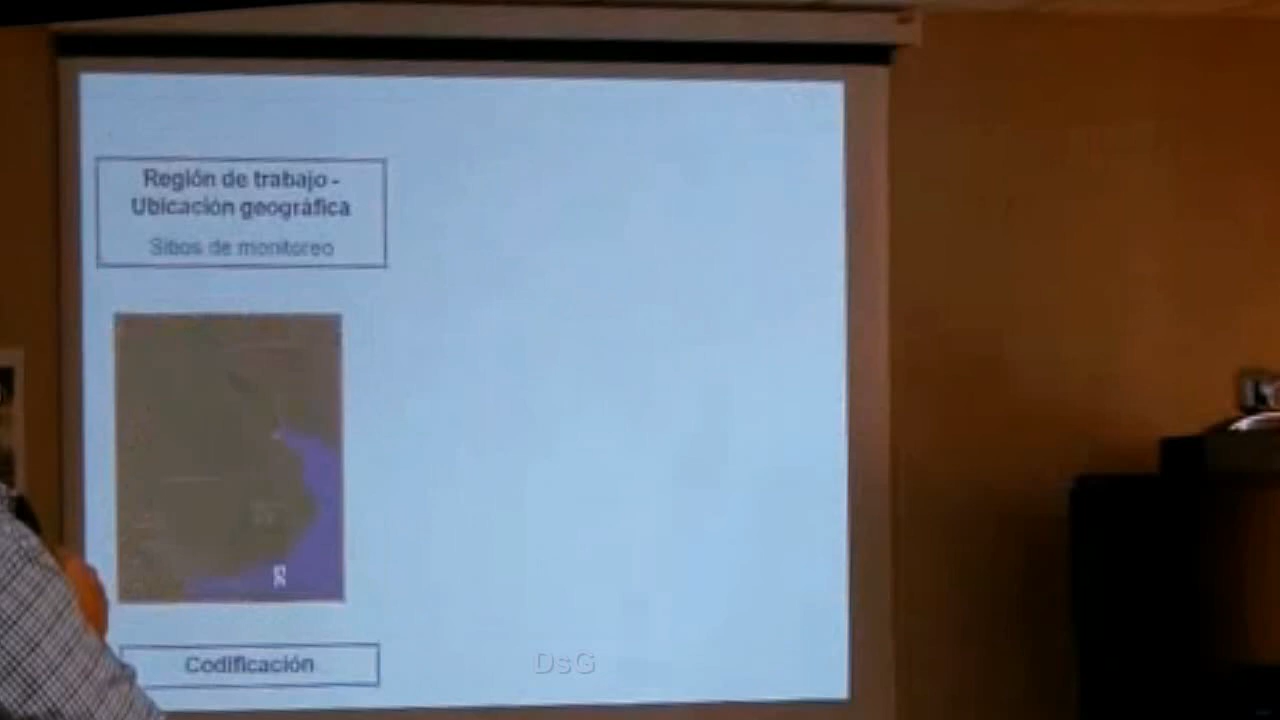 Región de trabajo -
Ubicación geográfica
Sitios de monitoreo
Codificación
DsG